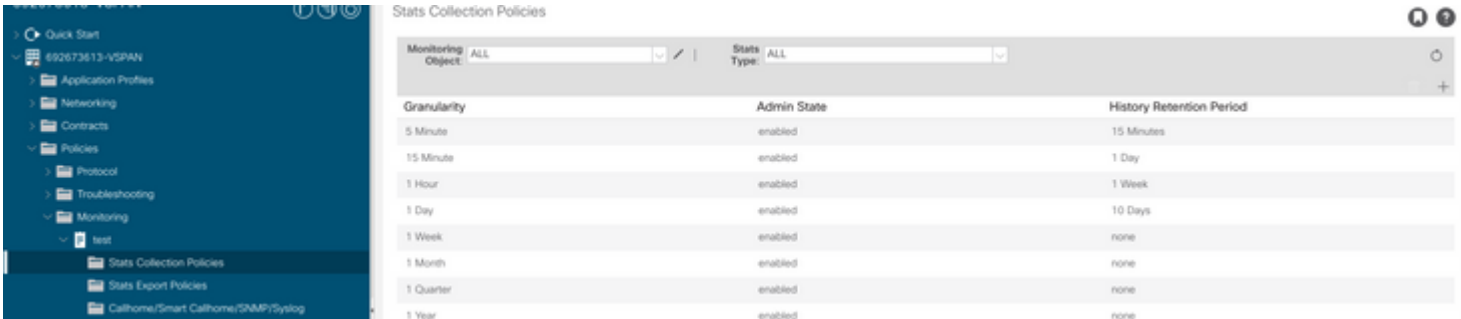 692673613-VSPAN
Quick Start
692673613-VSPAN
Application Profiles
Networking
Contracts
Policies
Protocol
Troubleshooting
Monitoring
test
Stats Collection Policies
Stats Export Policies
Callhome/Smart Callhome/SNMP/Syslog
Stats Collection Policies
Monitoring Object: ALL
Stats Type: ALL
Granularity Admin State History Retention Period
5 Minute enabled 15 Minutes
15 Minute enabled 1 Day
1 Hour enabled 1 Week
1 Day enabled 10 Days
1 Week enabled none
1 Month enabled none
1 Quarter enabled none
1 Year enabled none